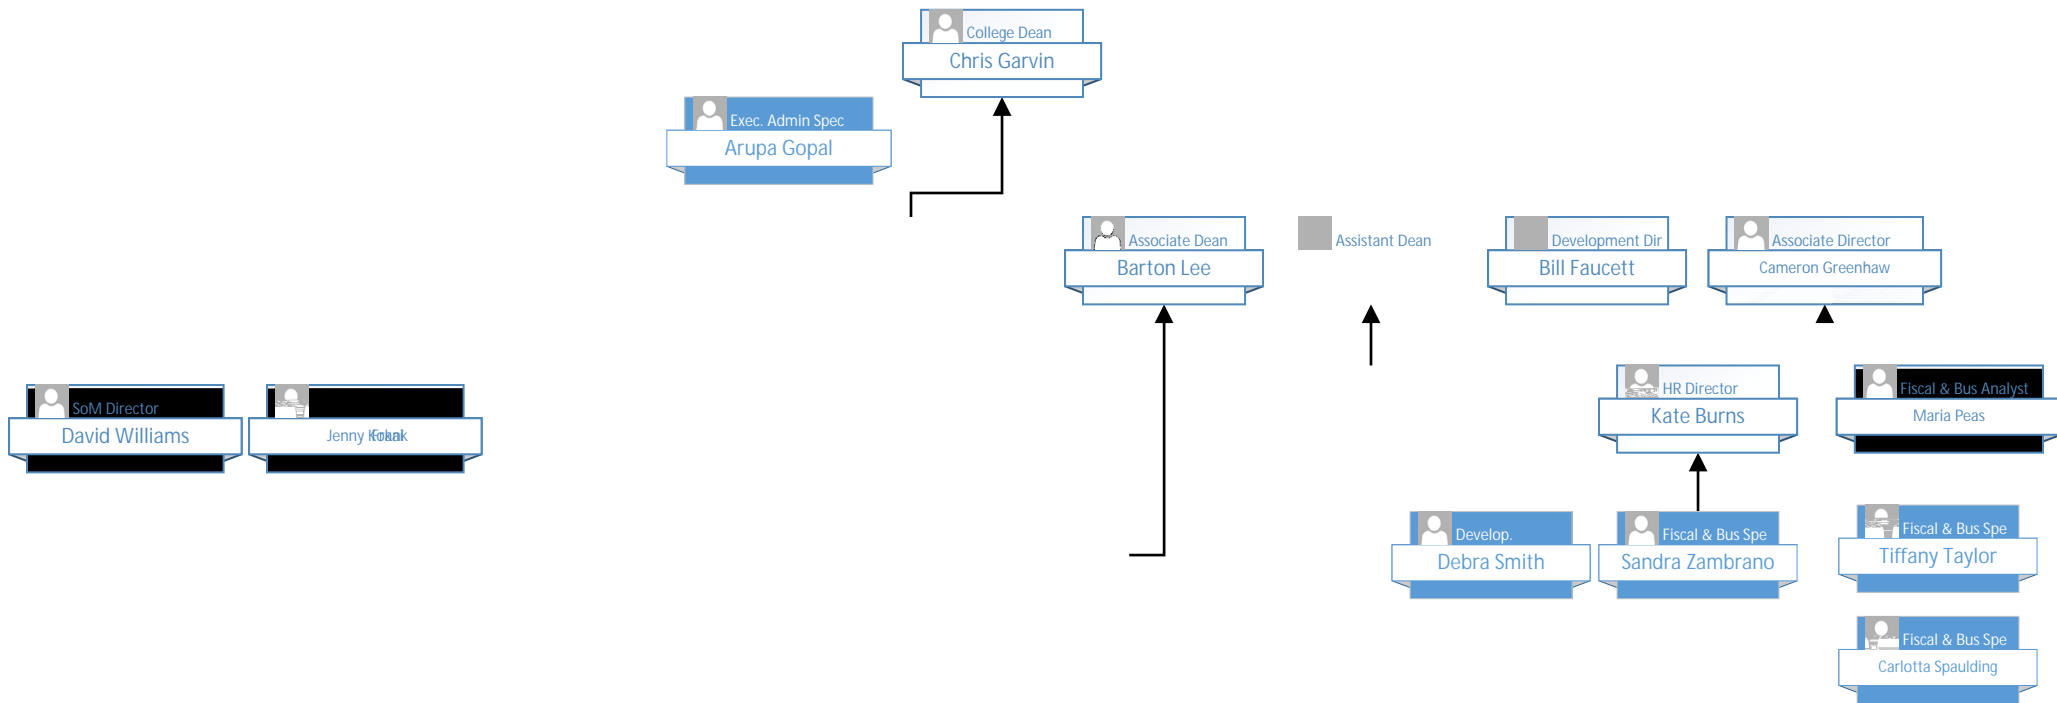 College Dean
Chris Garvin
Exec. Admin Spec
Arupa Gopal
Associate Dean
Barton Lee
Assistant Dean
Development Dir
Bill Faucett
Associate Director
Cameron Greenhaw
SoM Director
David Williams
Jenny
HR Director
Kate Burns
Fiscal & Bus Analyst
Maria Peas
Develop.
Debra Smith
Fiscal & Bus Spe
Sandra Zambrano
Fiscal & Bus Spe
Tiffany Taylor
Fiscal & Bus Spe
Carlotta Spaulding